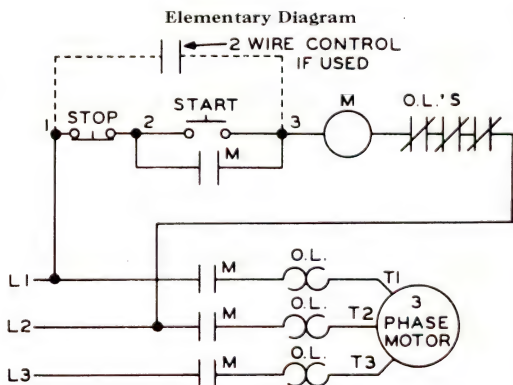 Elementary Diagram
2 WIRE CONTROL
IF USED
1
STOP
2
START
3
M
O.L.'S
M
L1
M
O.L.
T1
L2
M
O.L.
T2
3
PHASE
MOTOR
L3
M
O.L.
T3